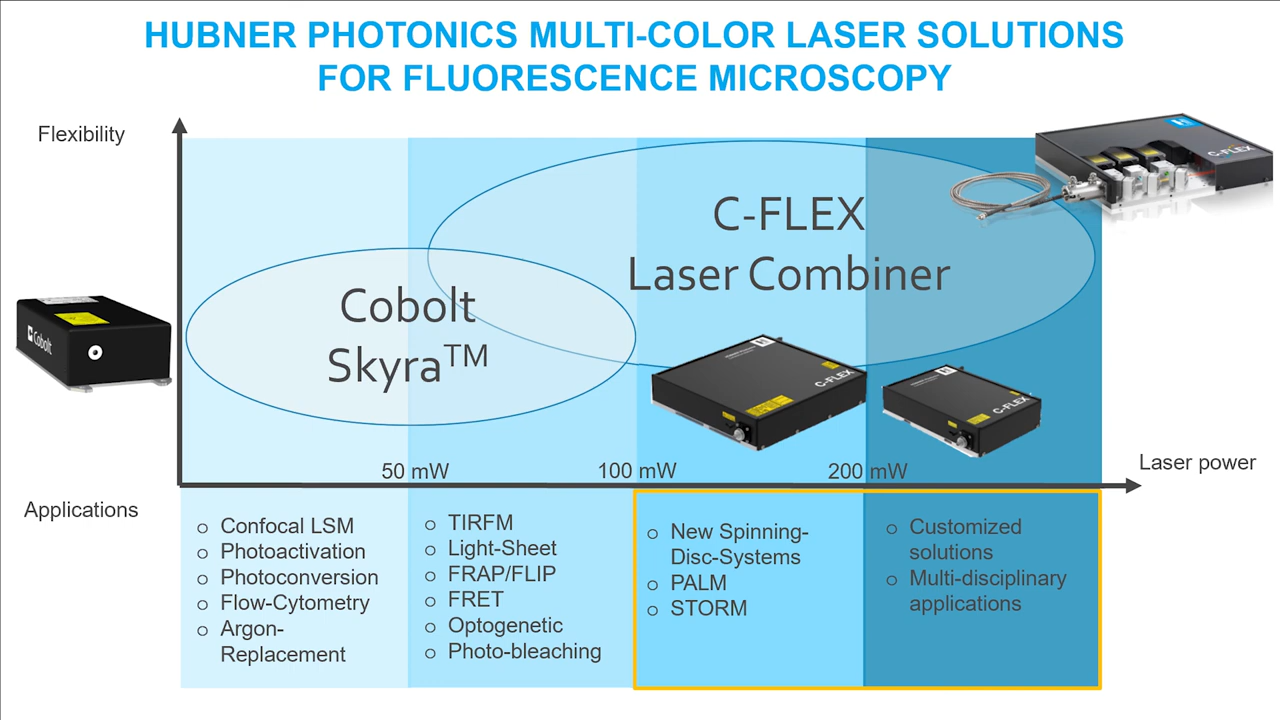 HUBNER PHOTONICS MULTI-COLOR LASER SOLUTIONS
FOR FLUORESCENCE MICROSCOPY
Flexibility
C-FLEX
C-FLEX
Laser Combiner
Cobolt
Skyra™
Cobolt
C-FLEX
C-FLEX
50 mW
100 mW
200 mW
Laser power
Applications
o Confocal LSM
o Photoactivation
o Photoconversion
o Flow-Cytometry
o Argon-
Replacement
o TIRFM
o Light-Sheet
o FRAP/FLIP
o FRET
o Optogenetic
o Photo-bleaching
o New Spinning-
Disc-Systems
o PALM
o STORM
o Customized
solutions
o Multi-disciplinary
applications